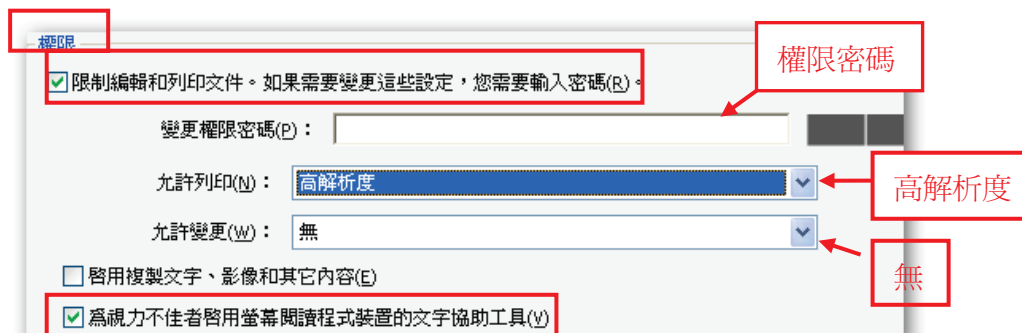 權限
權限密碼
限制編輯和列印文件。如果需要變更這些設定，您需要輸入密碼(R)。
變更權限密碼(P)：
允許列印(N)： 高解析度
高解析度
允許變更(W)： 無
無
啓用複製文字、影像和其它內容(E)
爲視力不佳者啓用螢幕閱讀程式裝置的文字協助工具(V)